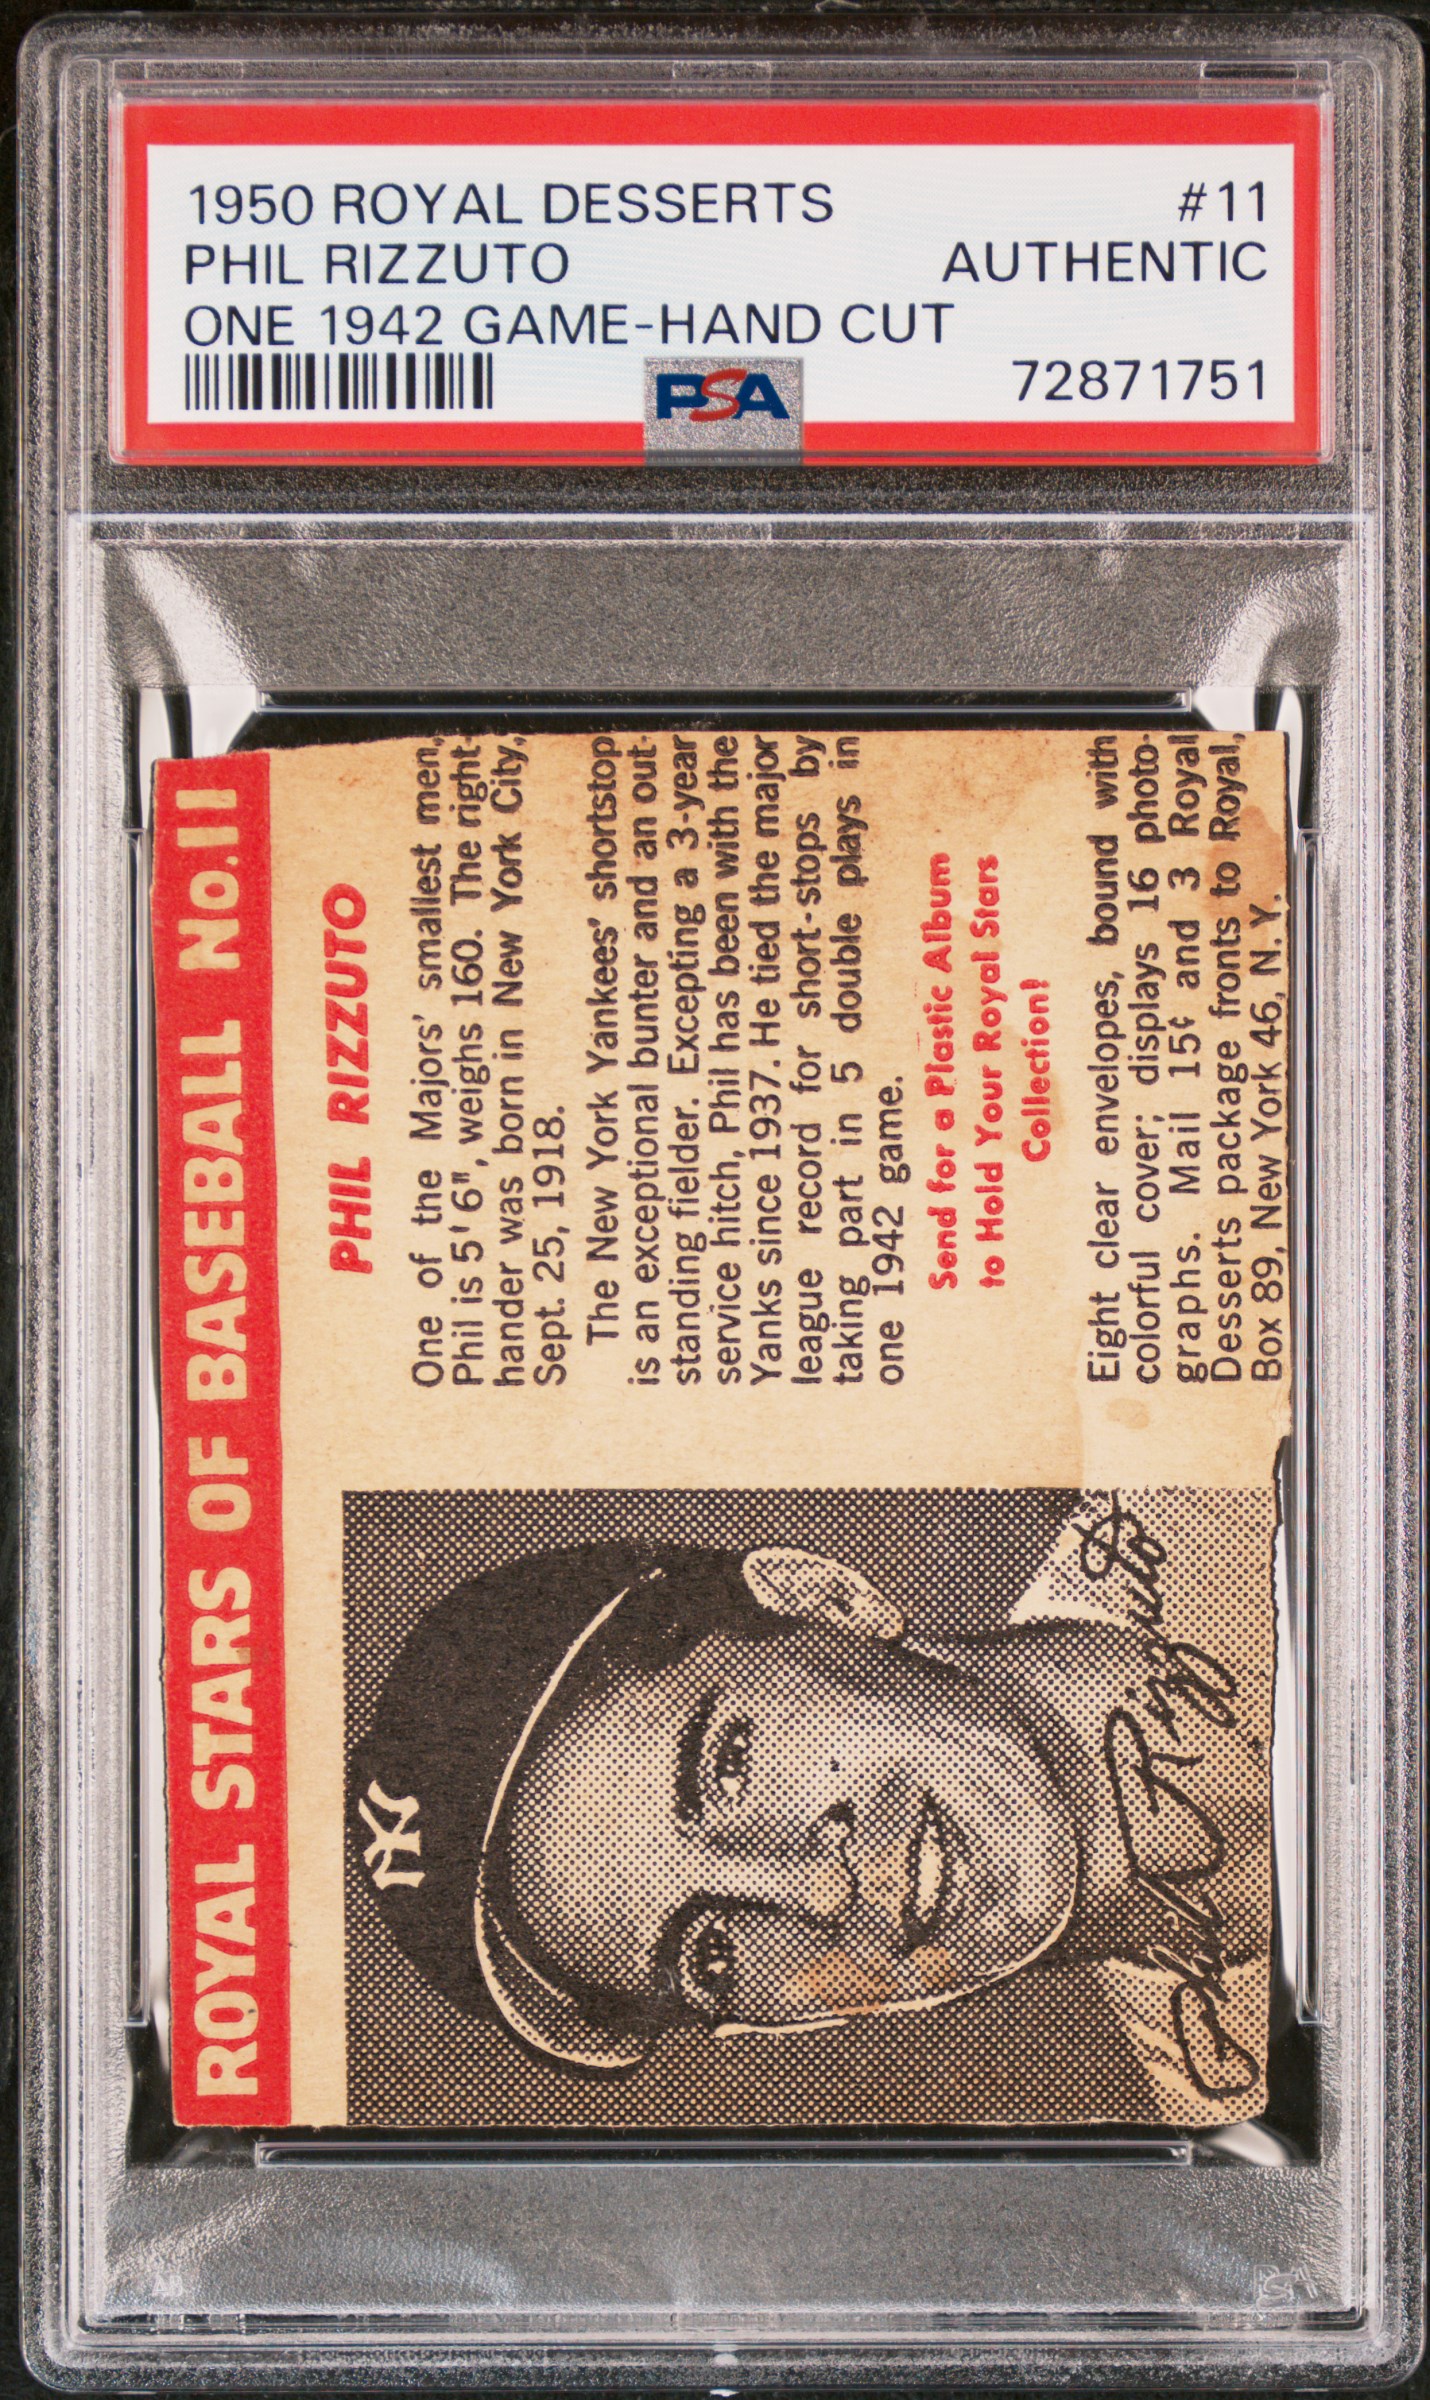 1950 ROYAL DESSERTS #11
PHIL RIZZUTO AUTHENTIC
ONE 1942 GAME-HAND CUT
PSA 72871751
ROYAL STARS OF BASEBALL NO.11
PHIL RIZZUTO
One of the Majors' smallest men,
Phil is 5' 6", weighs 160. The right-
hander was born in New York City,
Sept. 25, 1918.
The New York Yankees' shortstop
is an exceptional bunter and an out-
standing fielder. Excepting a 3-year
service hitch, Phil has been with the
Yanks since 1937. He tied the major
league record for short-stops by
taking part in 5 double plays in
one 1942 game.
Send for a Plastic Album
to Hold Your Royal Stars
Collection!
Eight clear envelopes, bound with
colorful cover; displays 16 photo-
graphs. Mail 15¢ and 3 Royal
Desserts package fronts to Royal,
Box 89, New York 46, N.Y.
NY
Phil Rizzuto
PSA